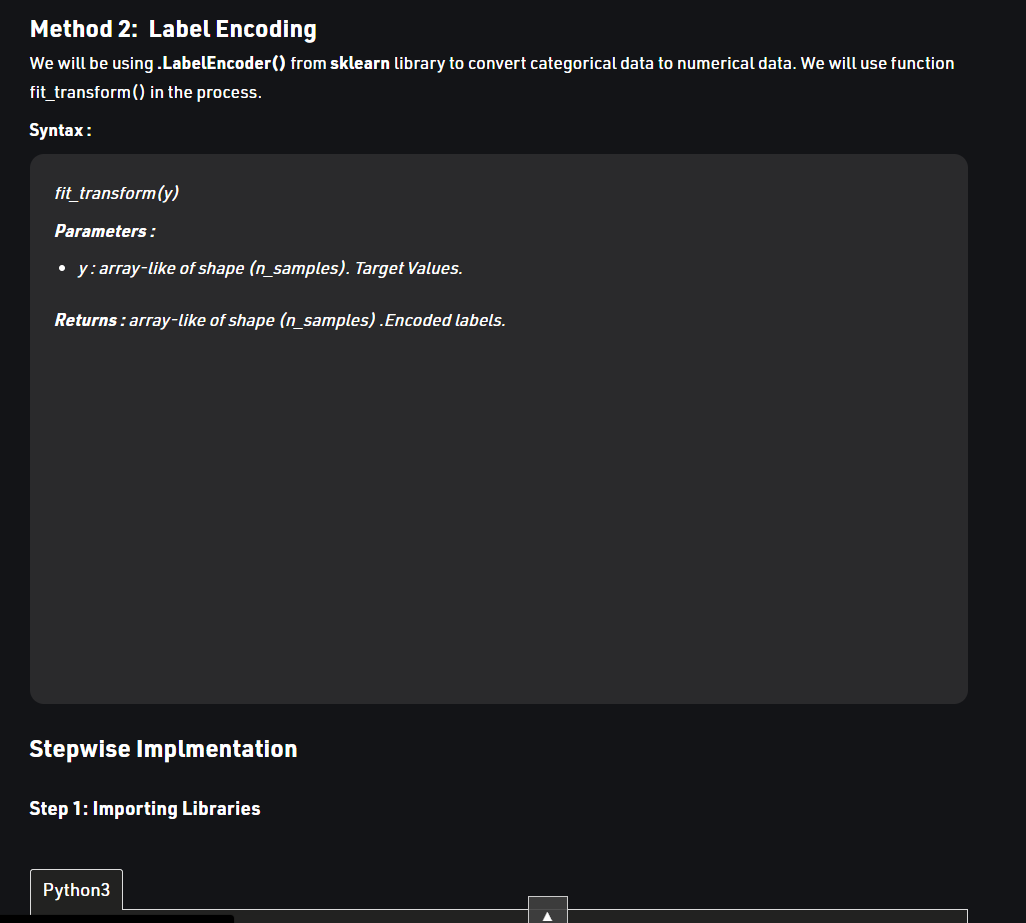 Method 2:  Label Encoding
We will be using .LabelEncoder() from sklearn library to convert categorical data to numerical data. We will use function
fit_transform() in the process.
Syntax :
fit_transform(y)
Parameters :
• y : array-like of shape (n_samples). Target Values.
Returns : array-like of shape (n_samples) .Encoded labels.
Stepwise Implmentation
Step 1: Importing Libraries
Python3